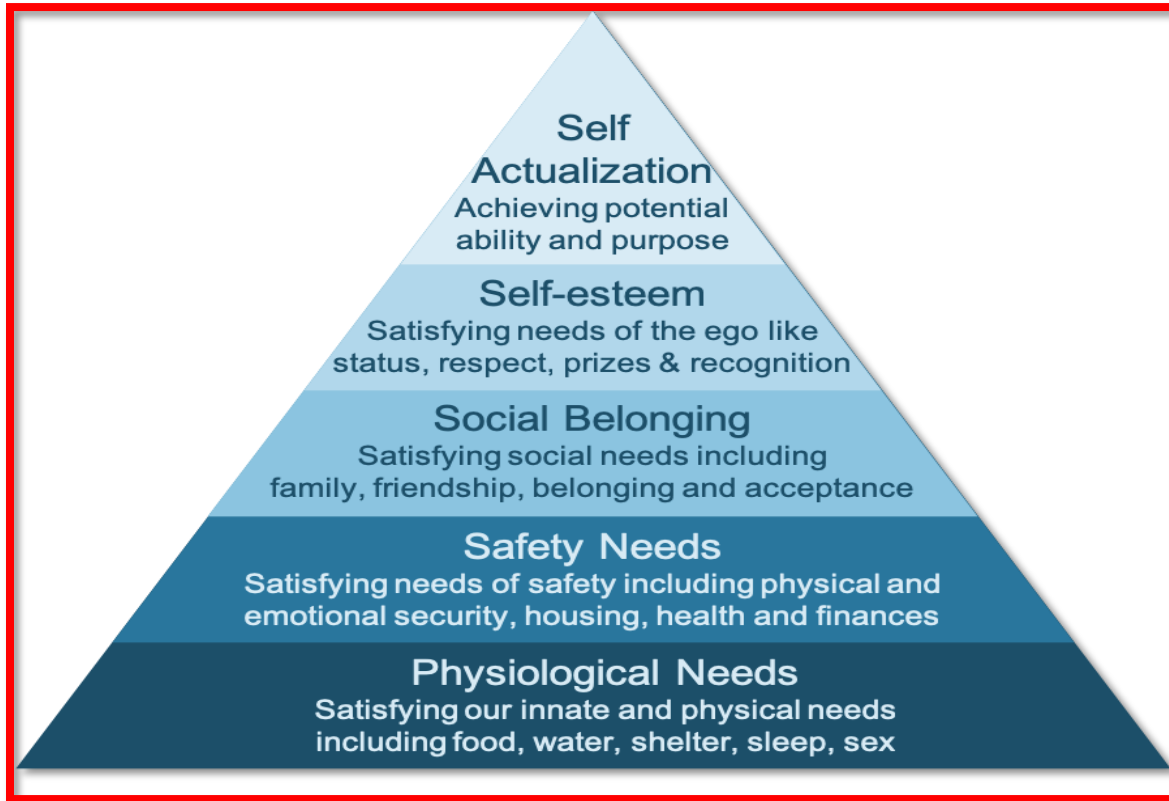 Self
Actualization
Achieving potential
ability and purpose
Self-esteem
Satisfying needs of the ego like
status, respect, prizes & recognition
Social Belonging
Satisfying social needs including
family, friendship, belonging and acceptance
Safety Needs
Satisfying needs of safety including physical and
emotional security, housing, health and finances
Physiological Needs
Satisfying our innate and physical needs
including food, water, shelter, sleep, sex